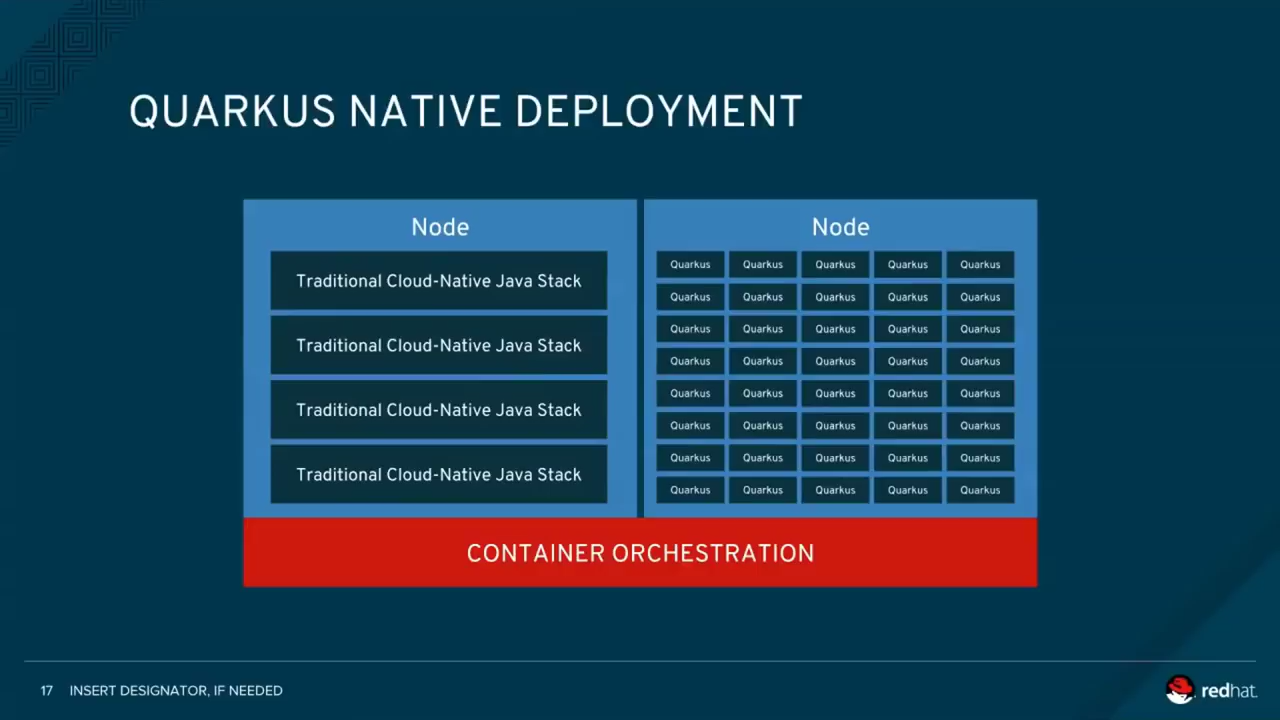 QUARKUS NATIVE DEPLOYMENT
Node
Traditional Cloud-Native Java Stack
Traditional Cloud-Native Java Stack
Traditional Cloud-Native Java Stack
Traditional Cloud-Native Java Stack
Node
Quarkus Quarkus Quarkus Quarkus Quarkus
Quarkus Quarkus Quarkus Quarkus Quarkus
Quarkus Quarkus Quarkus Quarkus Quarkus
Quarkus Quarkus Quarkus Quarkus Quarkus
Quarkus Quarkus Quarkus Quarkus Quarkus
Quarkus Quarkus Quarkus Quarkus Quarkus
Quarkus Quarkus Quarkus Quarkus Quarkus
Quarkus Quarkus Quarkus Quarkus Quarkus
CONTAINER ORCHESTRATION
17 INSERT DESIGNATOR, IF NEEDED
redhat.